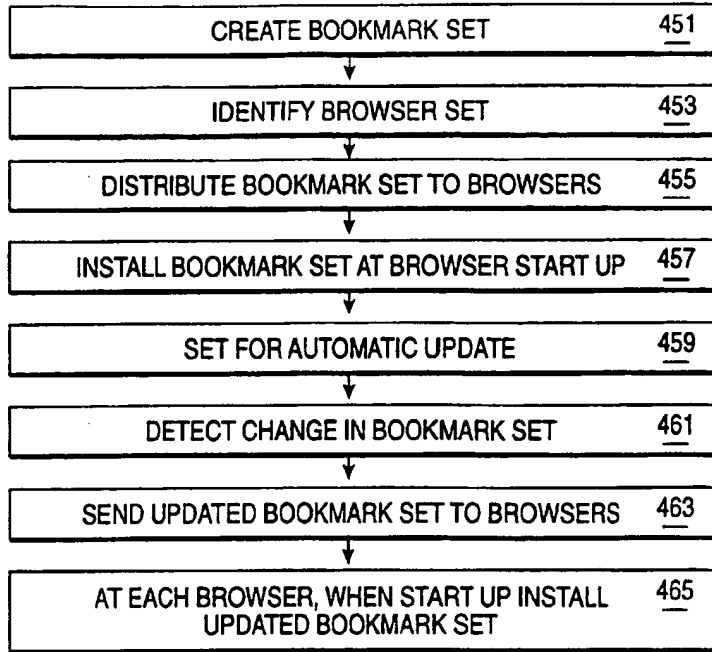 CREATE BOOKMARK SET 451
IDENTIFY BROWSER SET 453
DISTRIBUTE BOOKMARK SET TO BROWSERS 455
INSTALL BOOKMARK SET AT BROWSER START UP 457
SET FOR AUTOMATIC UPDATE 459
DETECT CHANGE IN BOOKMARK SET 461
SEND UPDATED BOOKMARK SET TO BROWSERS 463
AT EACH BROWSER, WHEN START UP INSTALL 465
UPDATED BOOKMARK SET